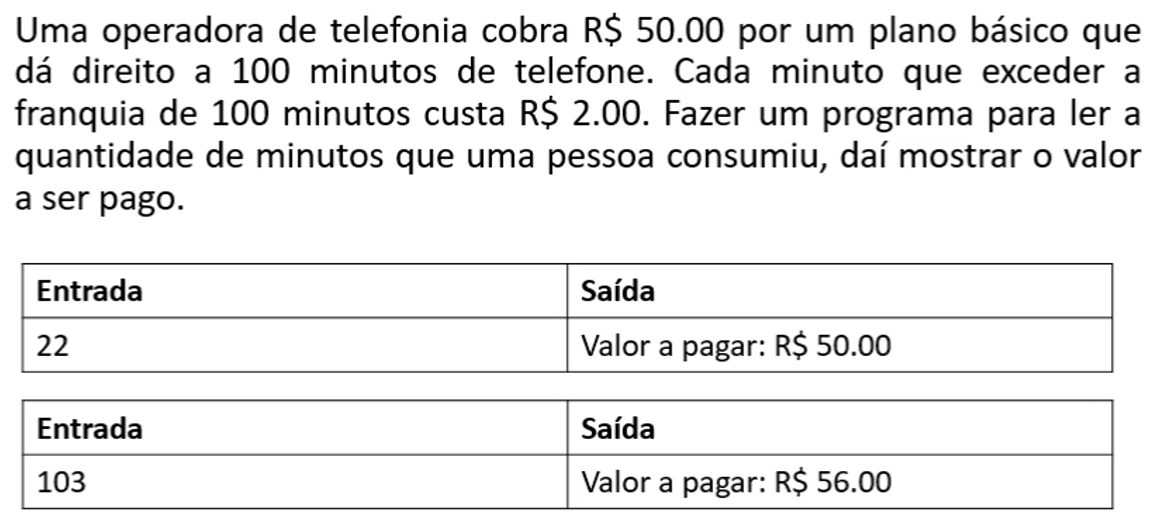 Uma operadora de telefonia cobra R$ 50.00 por um plano básico que
dá direito a 100 minutos de telefone. Cada minuto que exceder a
franquia de 100 minutos custa R$ 2.00. Fazer um programa para ler a
quantidade de minutos que uma pessoa consumiu, daí mostrar o valor
a ser pago.
Entrada Saída
22 Valor a pagar: R$ 50.00
Entrada Saída
103 Valor a pagar: R$ 56.00